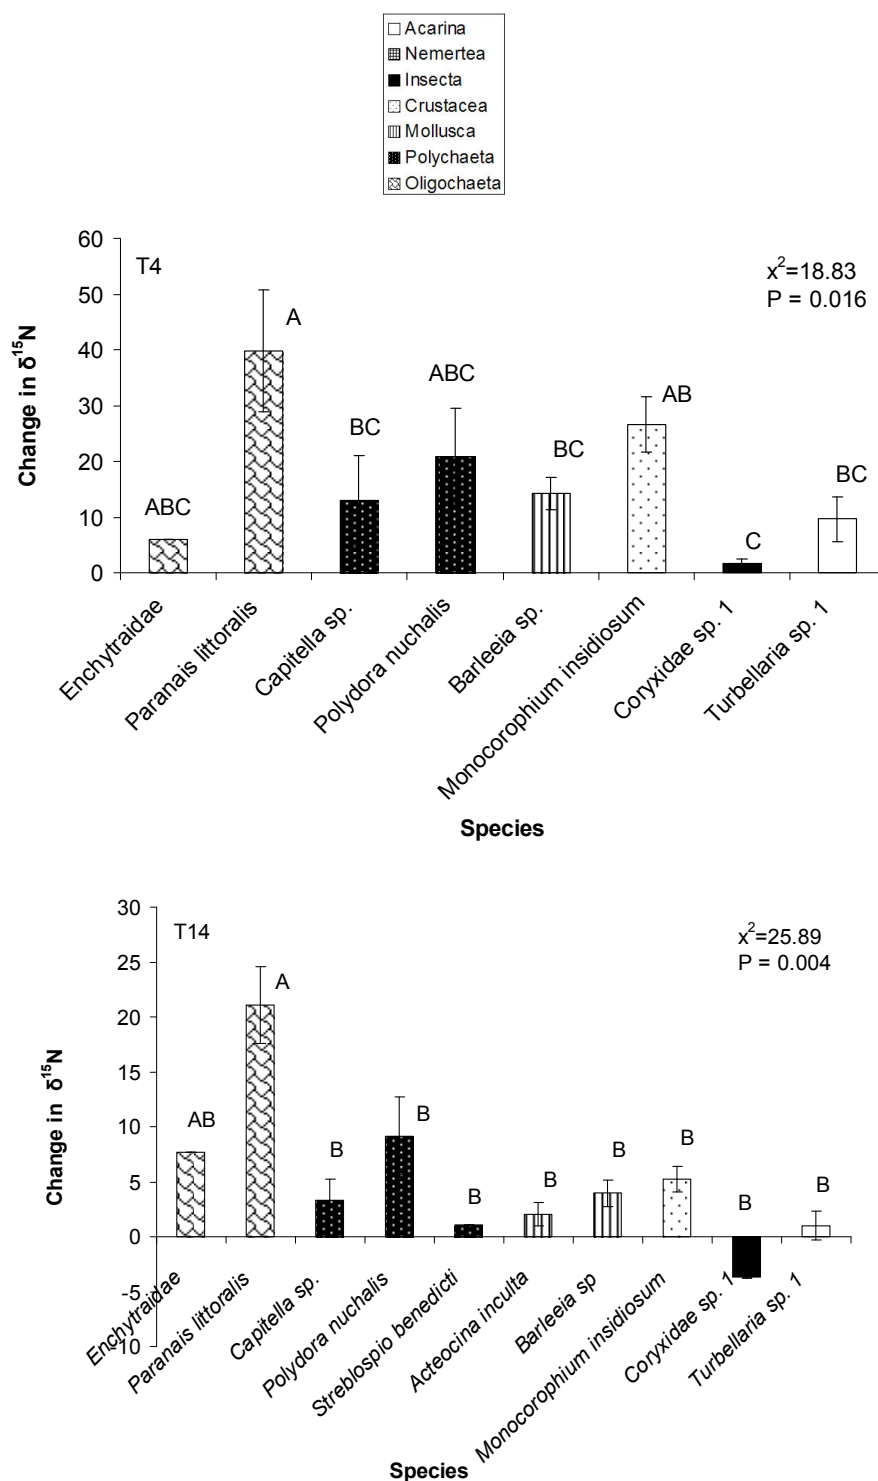 Acarina
Nemertea
Insecta
Crustacea
Mollusca
Polychaeta
Oligochaeta
T4
x²=18.83
P = 0.016
Change in δ¹⁵N
60
50
40
30
20
10
0
ABC
A
BC
ABC
BC
AB
C
BC
Enchytraidae
Paranais littoralis
Capitella sp.
Polydora nuchalis
Barleeia sp.
Monocorophium insidiosum
Coryxidae sp. 1
Turbellaria sp. 1
Species
T14
x²=25.89
P = 0.004
Change in δ¹⁵N
30
25
20
15
10
5
0
-5
-10
AB
A
B
B
B
B
B
B
B
B
Enchytraidae
Paranais littoralis
Capitella sp.
Polydora nuchalis
Streblospio benedicti
Acteocina inculta
Barleeia sp
Monocorophium insidiosum
Coryxidae sp. 1
Turbellaria sp. 1
Species